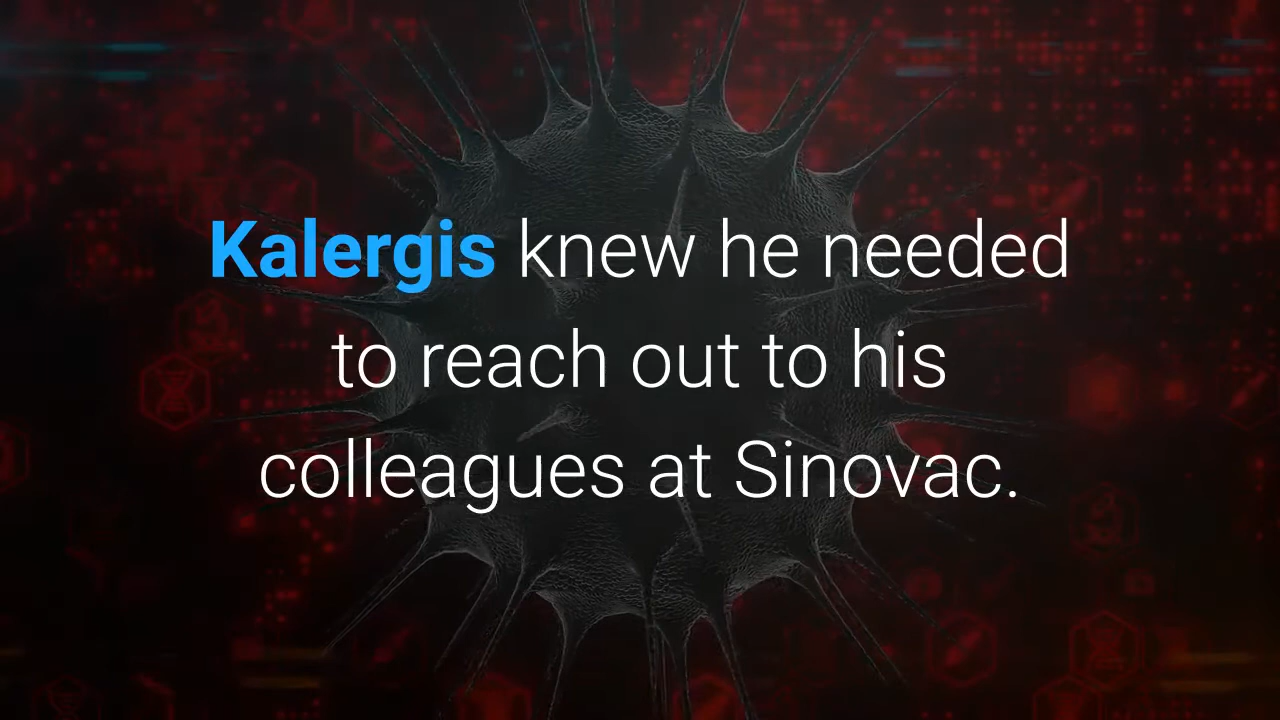 Kalergis knew he needed
to reach out to his
colleagues at Sinovac.